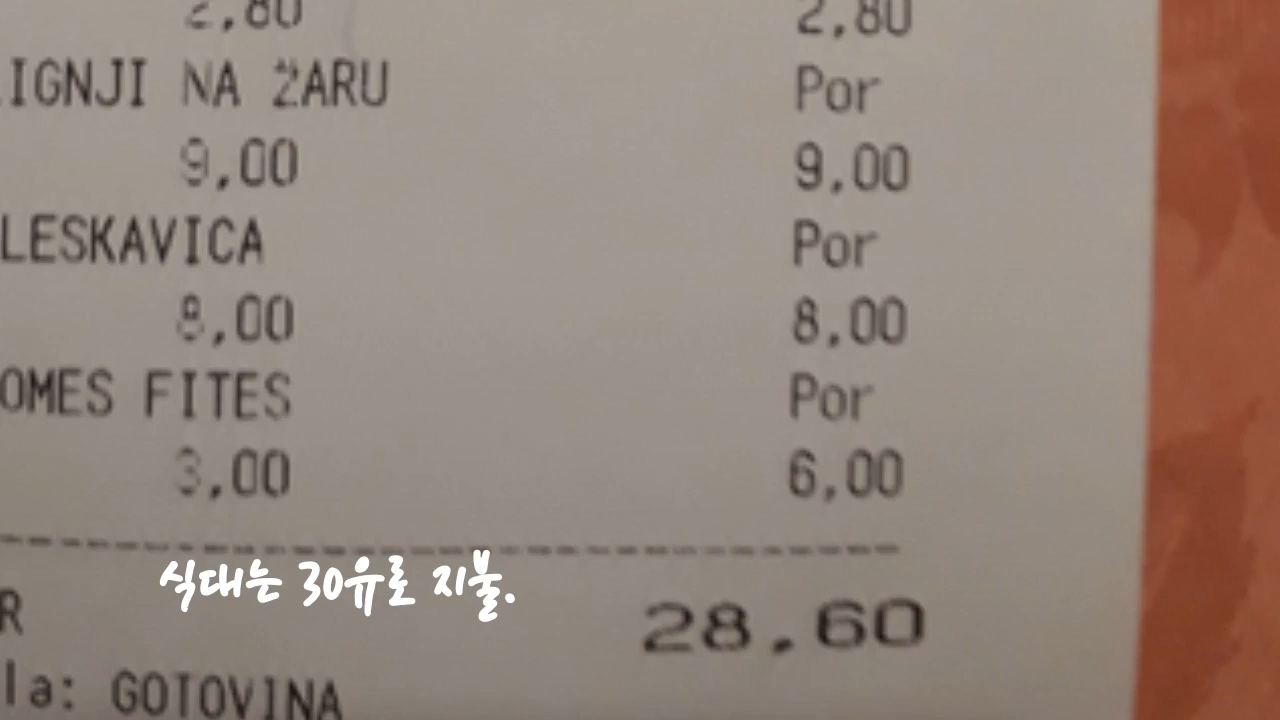 2,80 2,80
LIGNJI NA ŽARU Por
9,00 9,00
LESKAVICA Por
8,00 8,00
OMES FITES Por
3,00 6,00
R 28,60
식대는 30유로 지불.
la: GOTOVINA